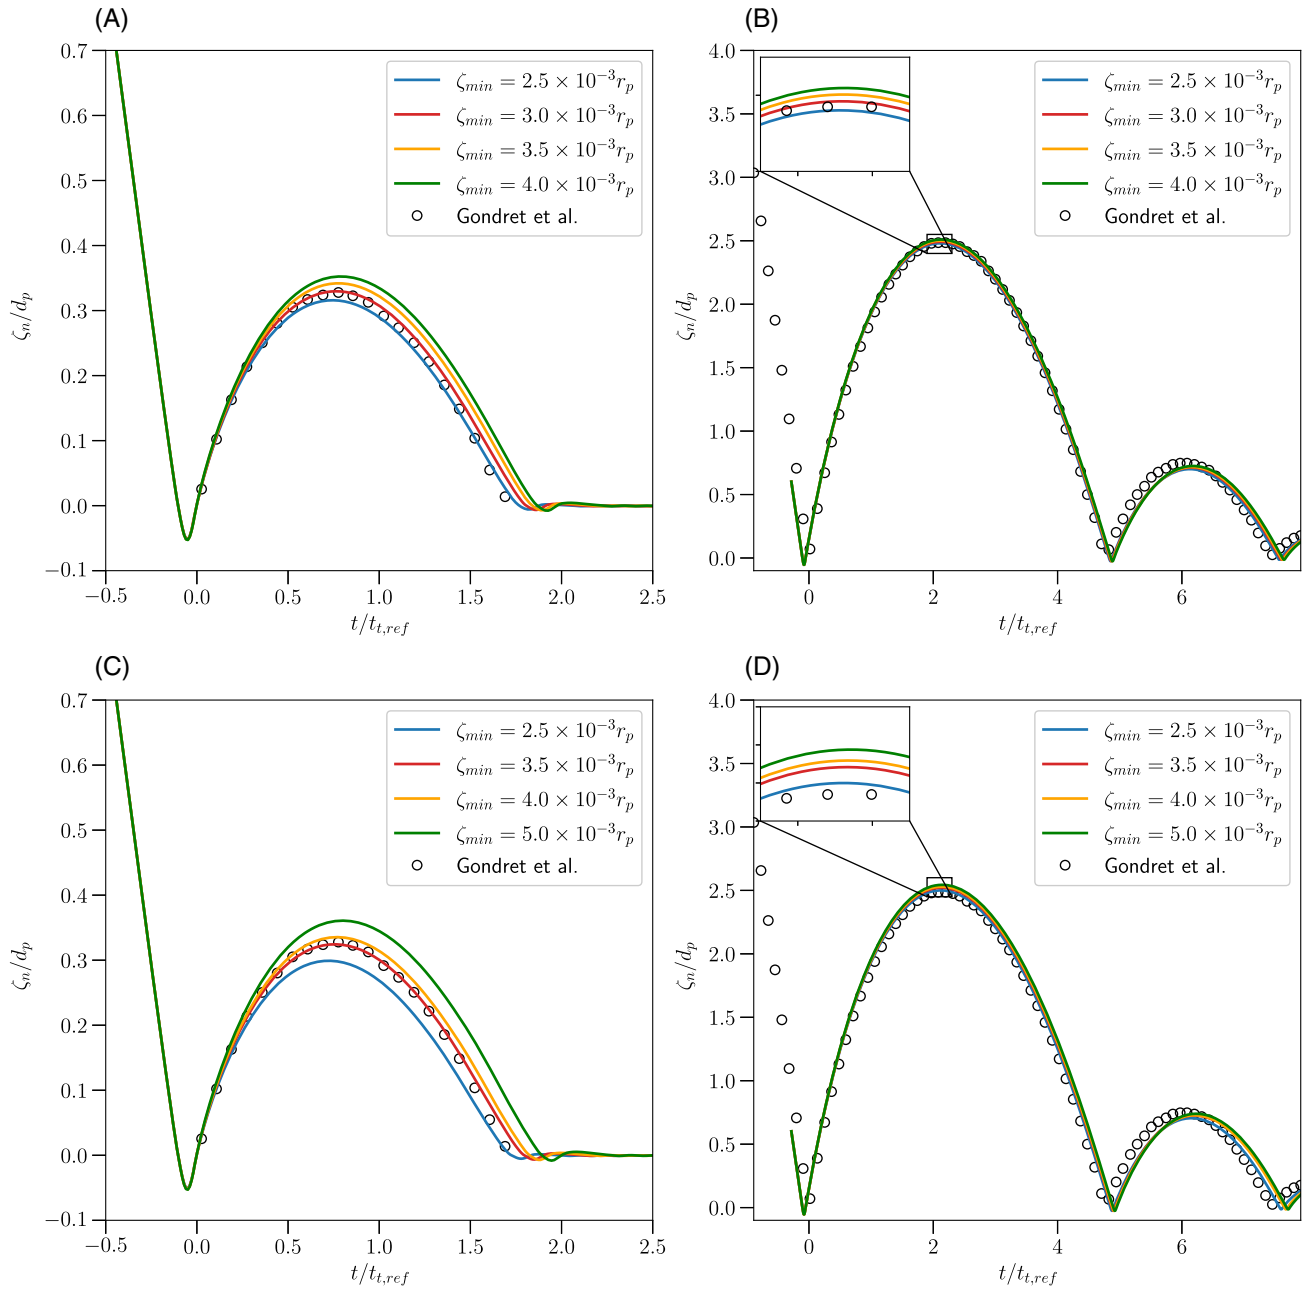 (A)
0.7
0.6
0.5
0.4
0.3
0.2
0.1
0.0
−0.1
ζn/dp
−0.5
0.0
0.5
1.0
1.5
2.0
2.5
t/tt,ref
ζmin = 2.5 × 10−3rp
ζmin = 3.0 × 10−3rp
ζmin = 3.5 × 10−3rp
ζmin = 4.0 × 10−3rp
Gondret et al.
(B)
4.0
3.5
3.0
2.5
2.0
1.5
1.0
0.5
0.0
ζn/dp
0
2
4
6
t/tt,ref
ζmin = 2.5 × 10−3rp
ζmin = 3.0 × 10−3rp
ζmin = 3.5 × 10−3rp
ζmin = 4.0 × 10−3rp
Gondret et al.
(C)
0.7
0.6
0.5
0.4
0.3
0.2
0.1
0.0
−0.1
ζn/dp
−0.5
0.0
0.5
1.0
1.5
2.0
2.5
t/tt,ref
ζmin = 2.5 × 10−3rp
ζmin = 3.5 × 10−3rp
ζmin = 4.0 × 10−3rp
ζmin = 5.0 × 10−3rp
Gondret et al.
(D)
4.0
3.5
3.0
2.5
2.0
1.5
1.0
0.5
0.0
ζn/dp
0
2
4
6
t/tt,ref
ζmin = 2.5 × 10−3rp
ζmin = 3.5 × 10−3rp
ζmin = 4.0 × 10−3rp
ζmin = 5.0 × 10−3rp
Gondret et al.